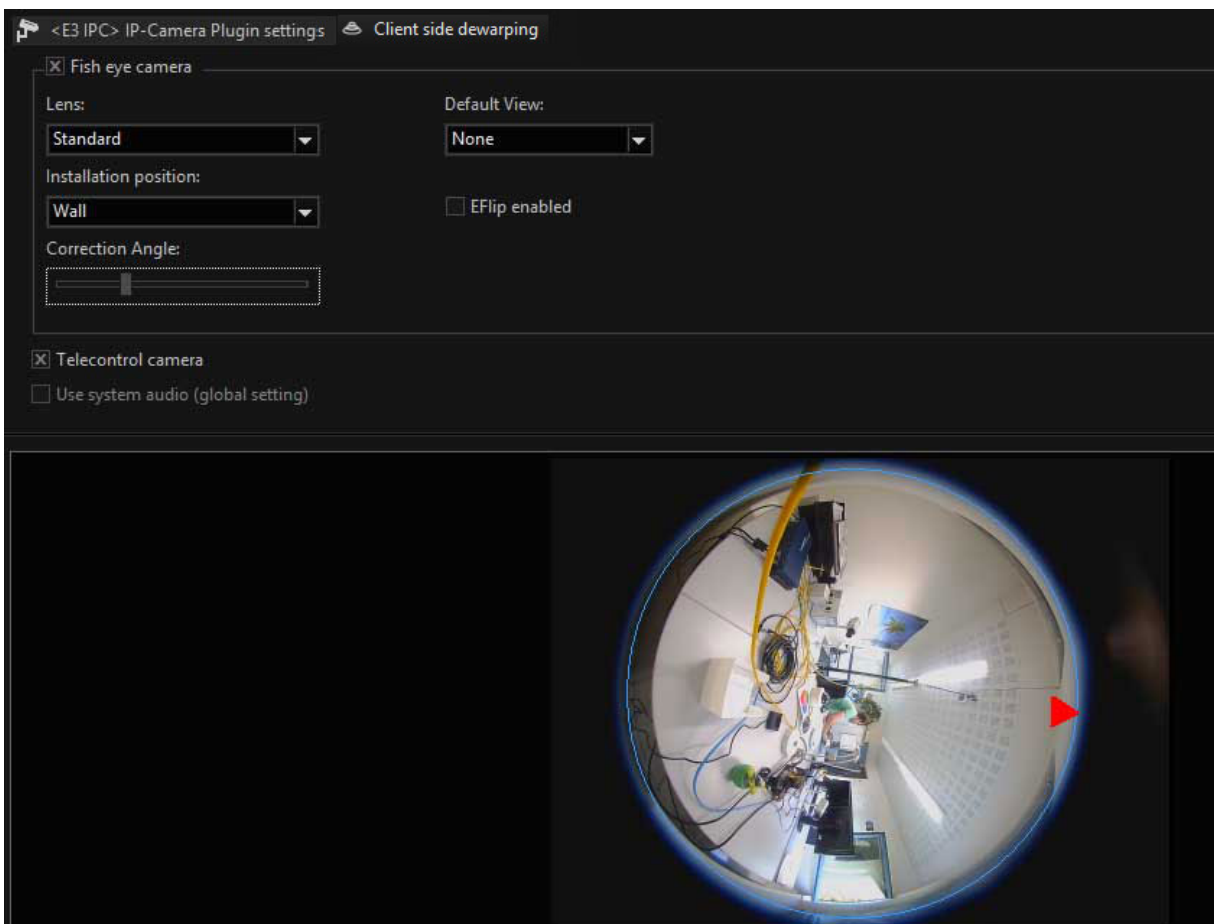 <E3 IPC> IP-Camera Plugin settings
Client side dewarping
Fish eye camera
Lens:
Default View:
Standard
None
Installation position:
Wall
EFlip enabled
Correction Angle:
Telecontrol camera
Use system audio (global setting)